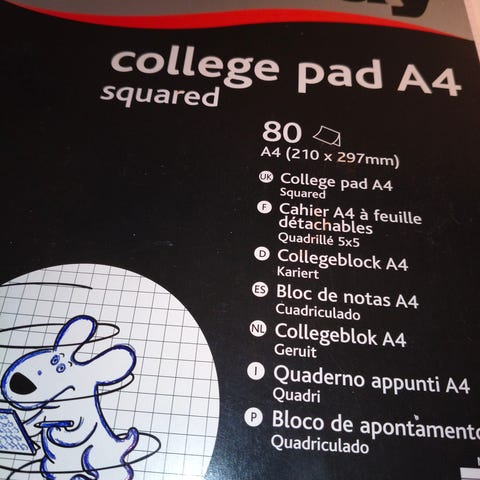 college pad A4
squared
80
A4 (210 x 297mm)
UK College pad A4
Squared
F Cahier A4 à feuille
détachables
Quadrillé 5x5
D Collegeblock A4
Kariert
ES Bloc de notas A4
Cuadriculado
NL Collegeblok A4
Geruit
I Quaderno appunti A4
Quadri
P Bloco de apontamento
Quadriculado